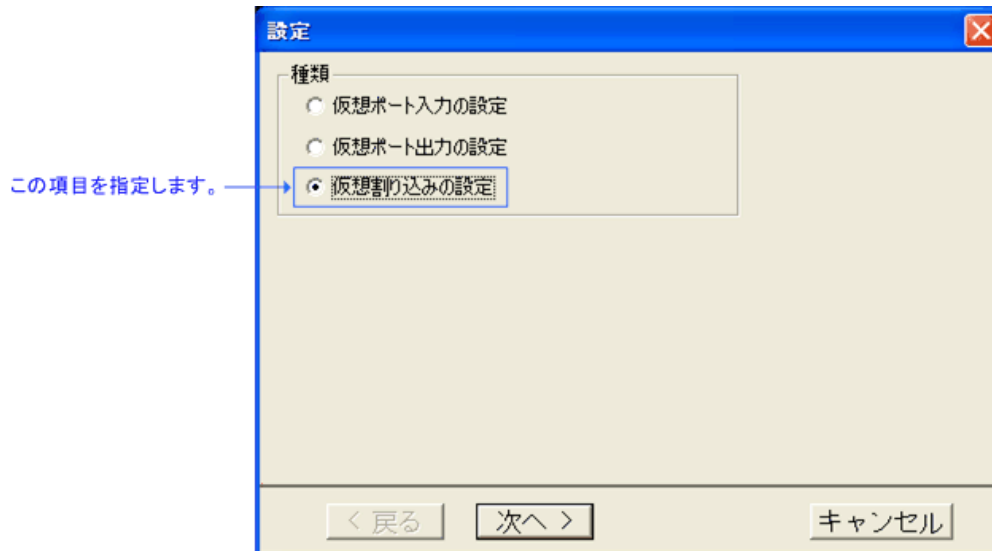 設定
種類
仮想ポート入力の設定
仮想ポート出力の設定
この項目を指定します。
仮想割り込みの設定
< 戻る
次へ >
キャンセル